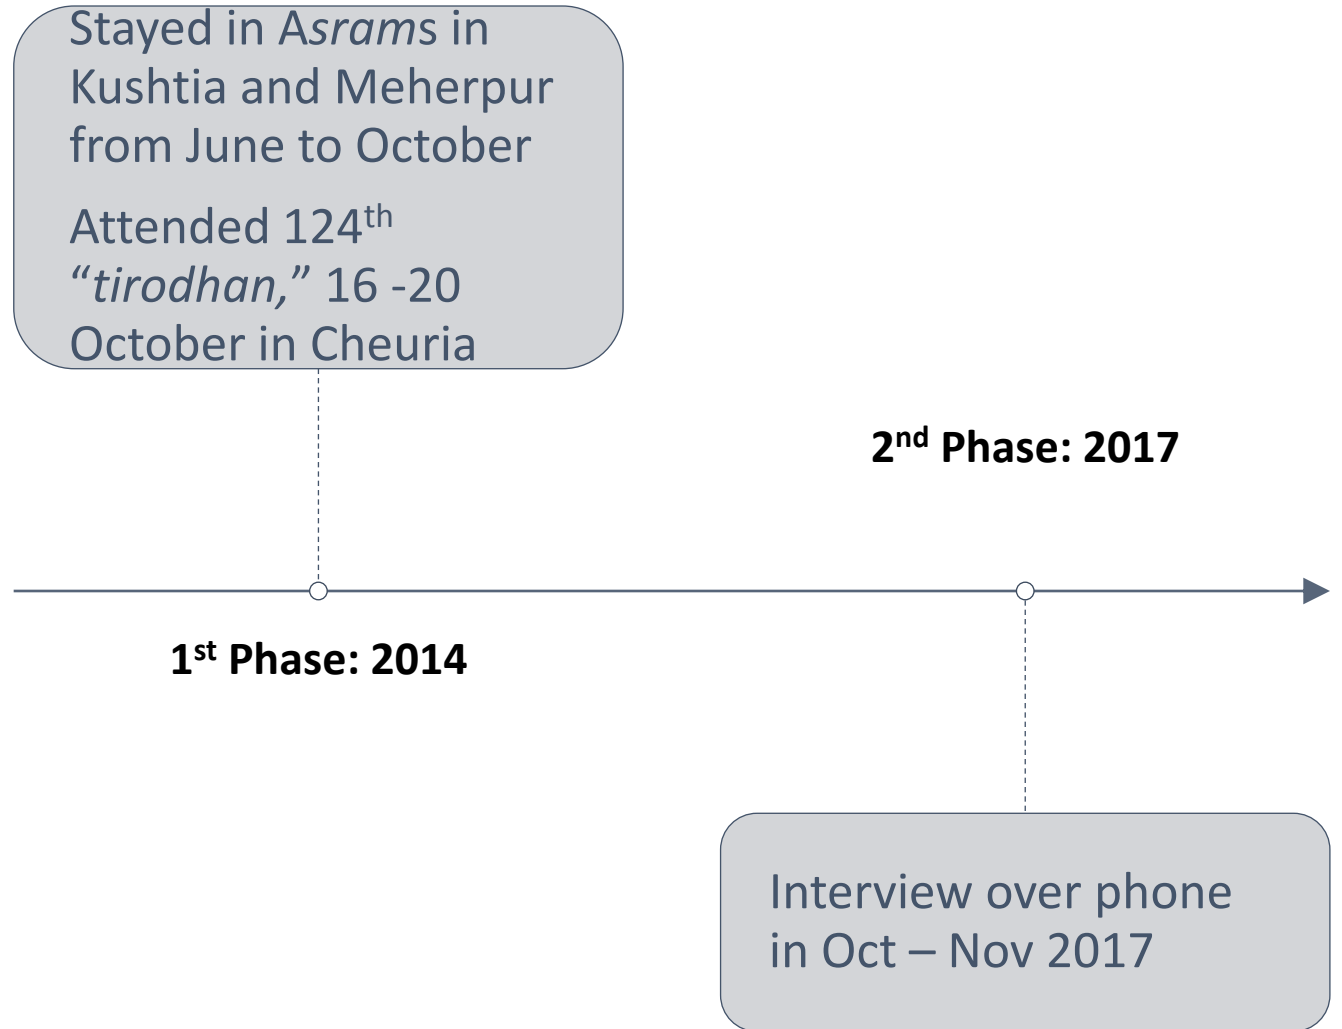 Stayed in Asrams in
Kushtia and Meherpur
from June to October
Attended 124th
“tirodhan,” 16 -20
October in Cheuria
2nd Phase: 2017
1st Phase: 2014
Interview over phone
in Oct – Nov 2017